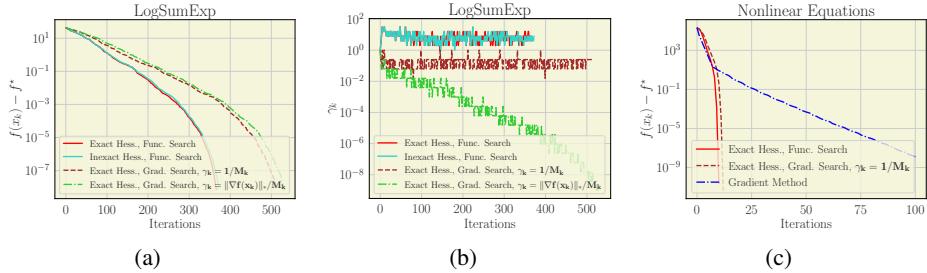 LogSumExp
10^1
10^-1
10^-3
10^-5
10^-7
f(x_k) − f*
Exact Hess., Func. Search
Inexact Hess., Func. Search
Exact Hess., Grad. Search, γ_k = 1/M_k
Exact Hess., Grad. Search, γ_k = ‖∇f(x_k)‖_*/M_k
0 100 200 300 400 500
Iterations
(a)
LogSumExp
10^2
10^0
10^-2
10^-4
10^-6
10^-8
γ_k
Exact Hess., Func. Search
Inexact Hess., Func. Search
Exact Hess., Grad. Search, γ_k = 1/M_k
Exact Hess., Grad. Search, γ_k = ‖∇f(x_k)‖_*/M_k
0 100 200 300 400 500
Iterations
(b)
Nonlinear Equations
10^3
10^0
10^-3
10^-6
10^-9
f(x_k) − f*
Exact Hess., Func. Search
Exact Hess., Grad. Search, γ_k = 1/M_k
Gradient Method
0 25 50 75 100
Iterations
(c)